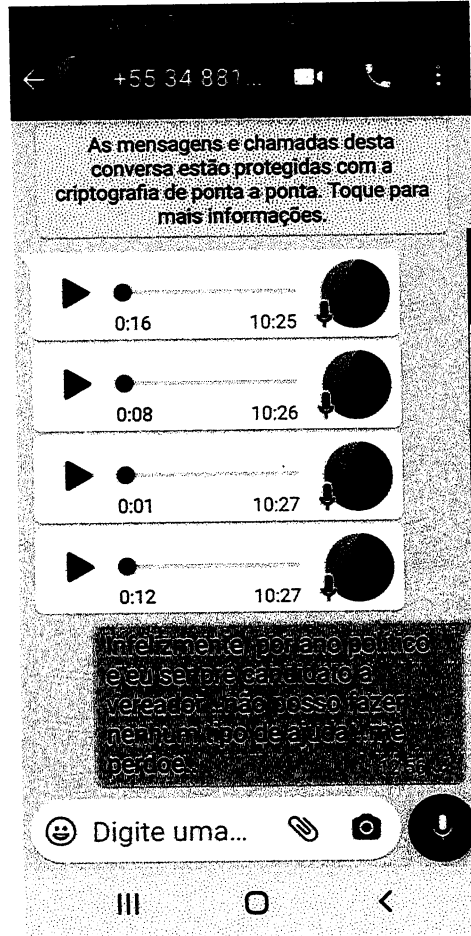 +55 34 881...
As mensagens e chamadas desta
conversa estão protegidas com a
criptografia de ponta a ponta. Toque para
mais informações.
0:16 10:25
0:08 10:26
0:01 10:27
0:12 10:27
Infelizmente, por ano político
e eu sempre candidato a
vereador...não posso fazer
nenhum tipo de ajuda...me
perdoe..
Digite uma...